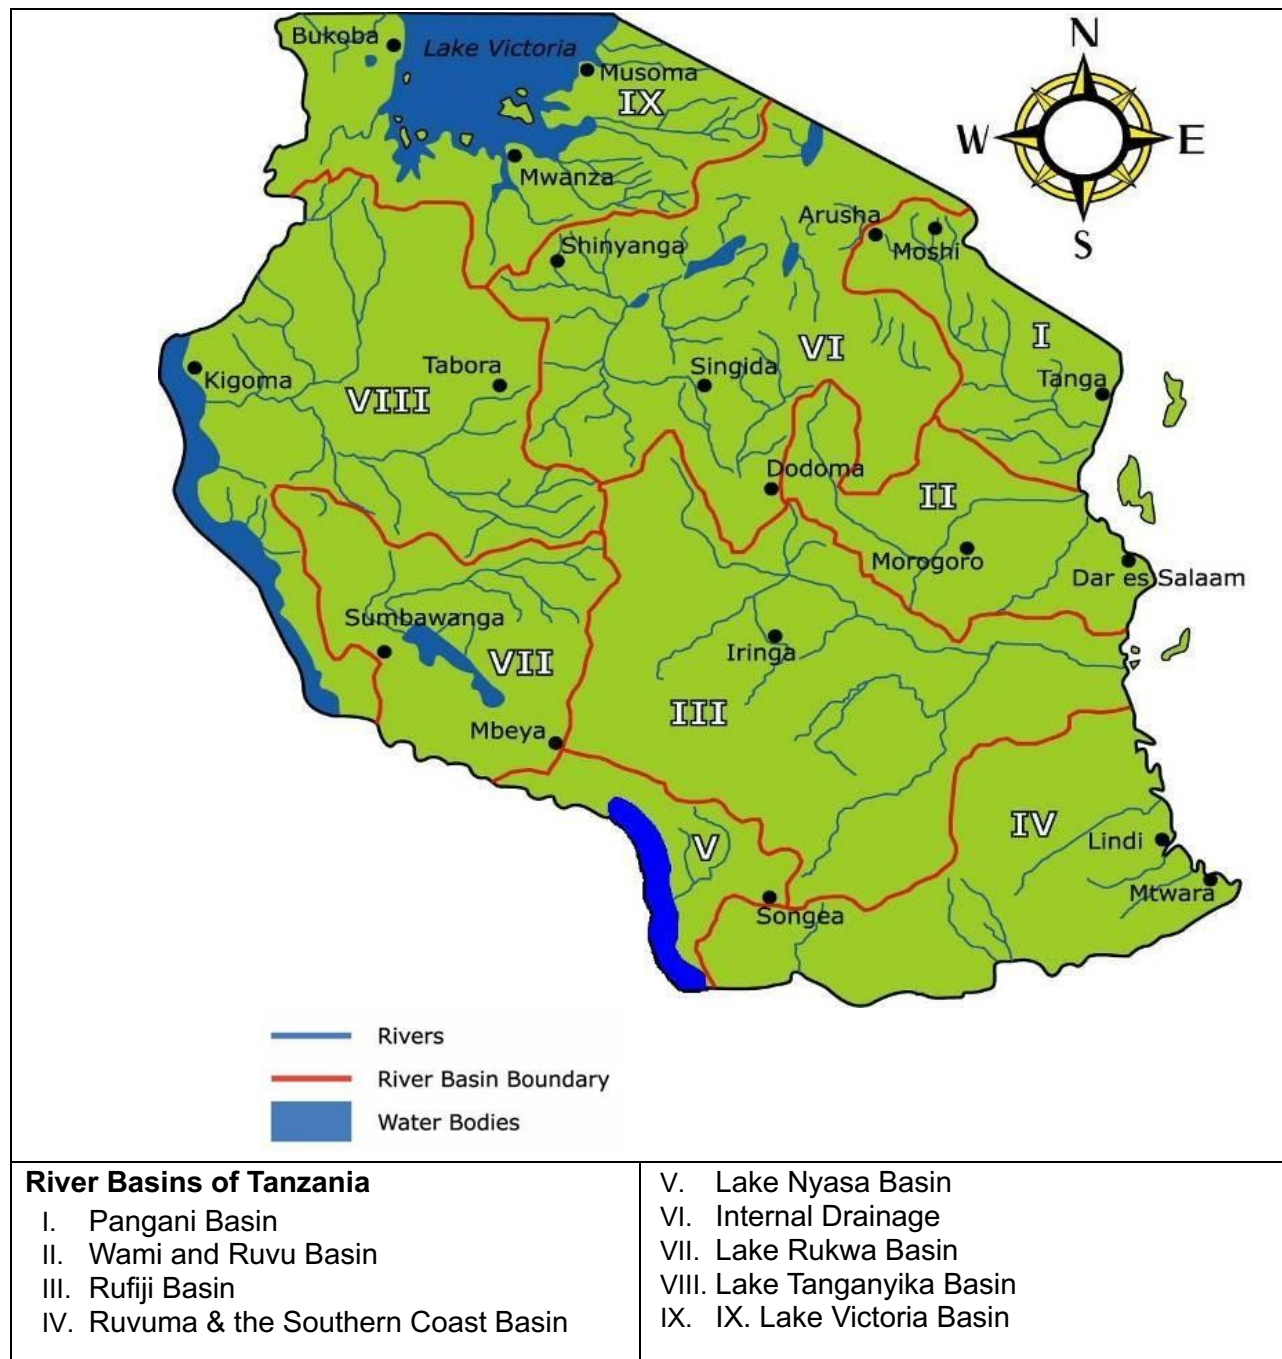 N
Bukoba
Lake Victoria
Musoma
IX
W
E
Mwanza
Arusha
S
Shinyanga
Moshi
I
VI
Kigoma
Tabora
Singida
Tanga
VIII
Dodoma
II
Morogoro
Dar es Salaam
Sumbawanga
VII
Iringa
III
Mbeya
IV
V
Lindi
Mtwara
Songea
Rivers
River Basin Boundary
Water Bodies
River Basins of Tanzania
I. Pangani Basin
II. Wami and Ruvu Basin
III. Rufiji Basin
IV. Ruvuma & the Southern Coast Basin
V. Lake Nyasa Basin
VI. Internal Drainage
VII. Lake Rukwa Basin
VIII. Lake Tanganyika Basin
IX. IX. Lake Victoria Basin